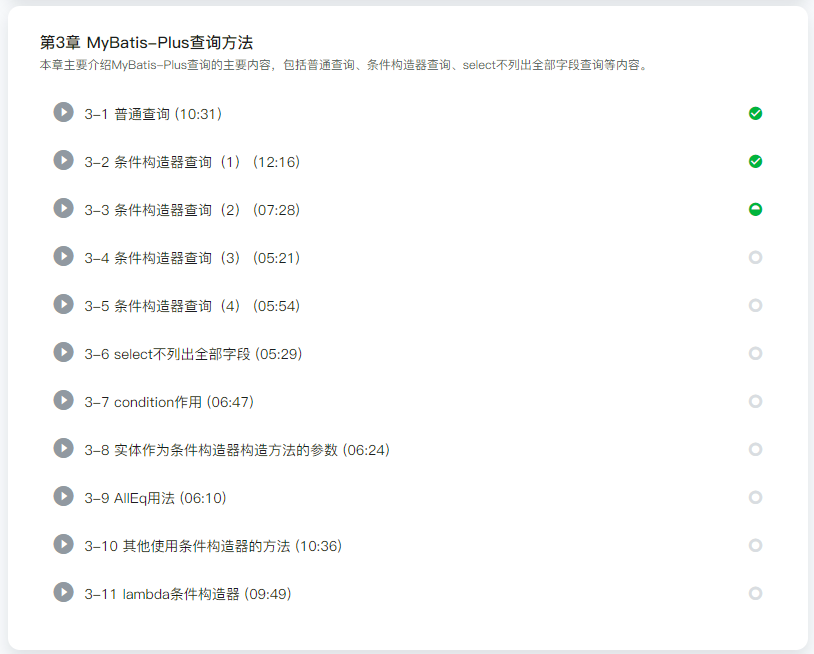 第3章 MyBatis-Plus查询方法
本章主要介绍MyBatis-Plus查询的主要内容，包括普通查询、条件构造器查询、select不列出全部字段查询等内容。
3-1 普通查询 (10:31)
3-2 条件构造器查询（1） (12:16)
3-3 条件构造器查询（2） (07:28)
3-4 条件构造器查询（3） (05:21)
3-5 条件构造器查询（4） (05:54)
3-6 select不列出全部字段 (05:29)
3-7 condition作用 (06:47)
3-8 实体作为条件构造器构造方法的参数 (06:24)
3-9 AllEq用法 (06:10)
3-10 其他使用条件构造器的方法 (10:36)
3-11 lambda条件构造器 (09:49)